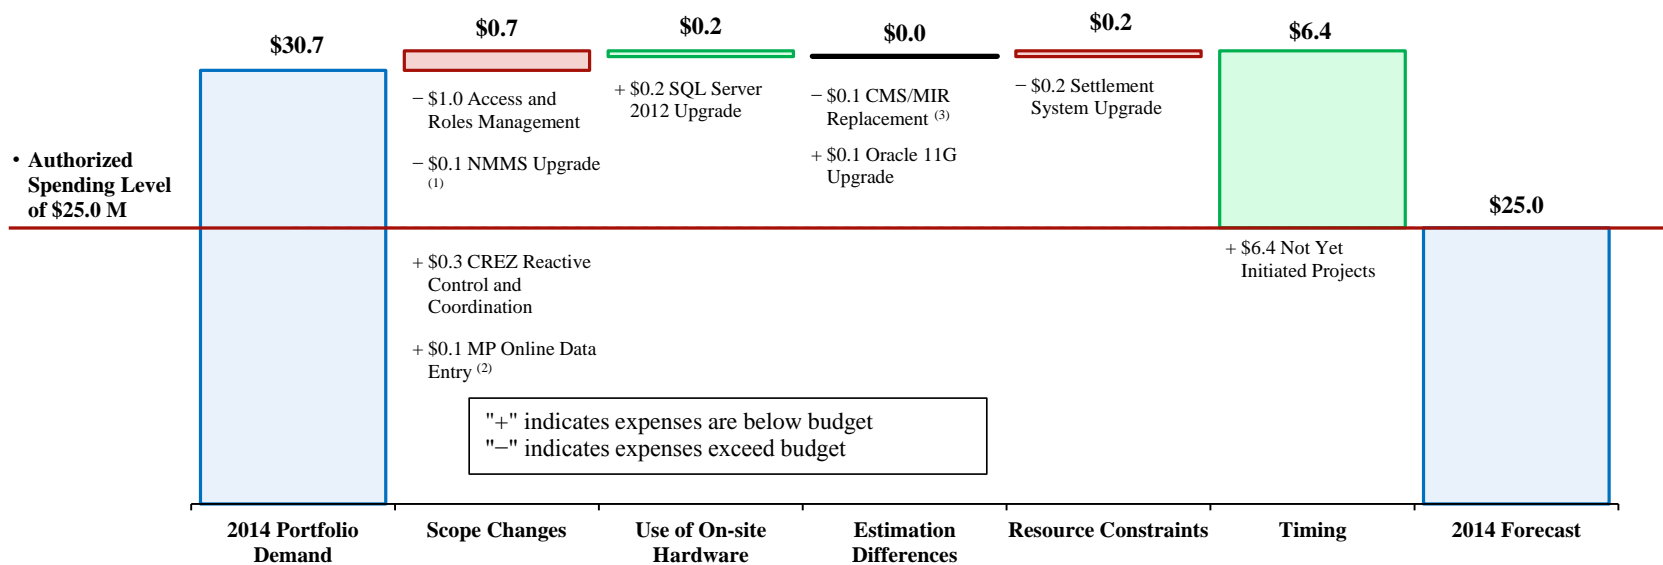 $30.7
$0.7
$0.2
$0.0
$0.2
$6.4
$25.0
• Authorized
Spending Level
of $25.0 M
− $1.0 Access and
Roles Management
− $0.1 NMMS Upgrade
(1)
+ $0.3 CREZ Reactive
Control and
Coordination
+ $0.1 MP Online Data
Entry (2)
+ $0.2 SQL Server
2012 Upgrade
− $0.1 CMS/MIR
Replacement (3)
+ $0.1 Oracle 11G
Upgrade
− $0.2 Settlement
System Upgrade
+ $6.4 Not Yet
Initiated Projects
"+" indicates expenses are below budget
"−" indicates expenses exceed budget
2014 Portfolio
Demand
Scope Changes
Use of On-site
Hardware
Estimation
Differences
Resource Constraints
Timing
2014 Forecast